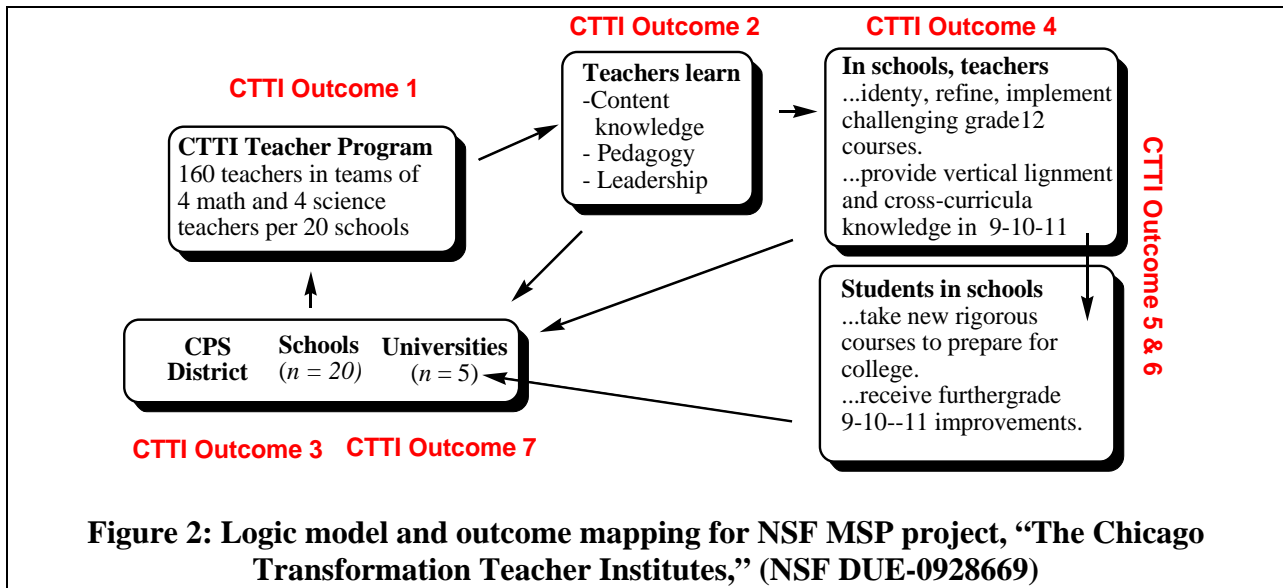 CTTI Outcome 1
CTTI Teacher Program
160 teachers in teams of
4 math and 4 science
teachers per 20 schools
CTTI Outcome 2
Teachers learn
-Content
knowledge
- Pedagogy
- Leadership
CTTI Outcome 4
In schools, teachers
...identy, refine, implement
challenging grade12
courses.
...provide vertical lignment
and cross-curricula
knowledge in 9-10-11
CTTI Outcome 5 & 6
Students in schools
...take new rigorous
courses to prepare for
college.
...receive furthergrade
9-10--11 improvements.
CPS
District
Schools
(n = 20)
Universities
(n = 5)
CTTI Outcome 3
CTTI Outcome 7
Figure 2: Logic model and outcome mapping for NSF MSP project, “The Chicago
Transformation Teacher Institutes,” (NSF DUE-0928669)